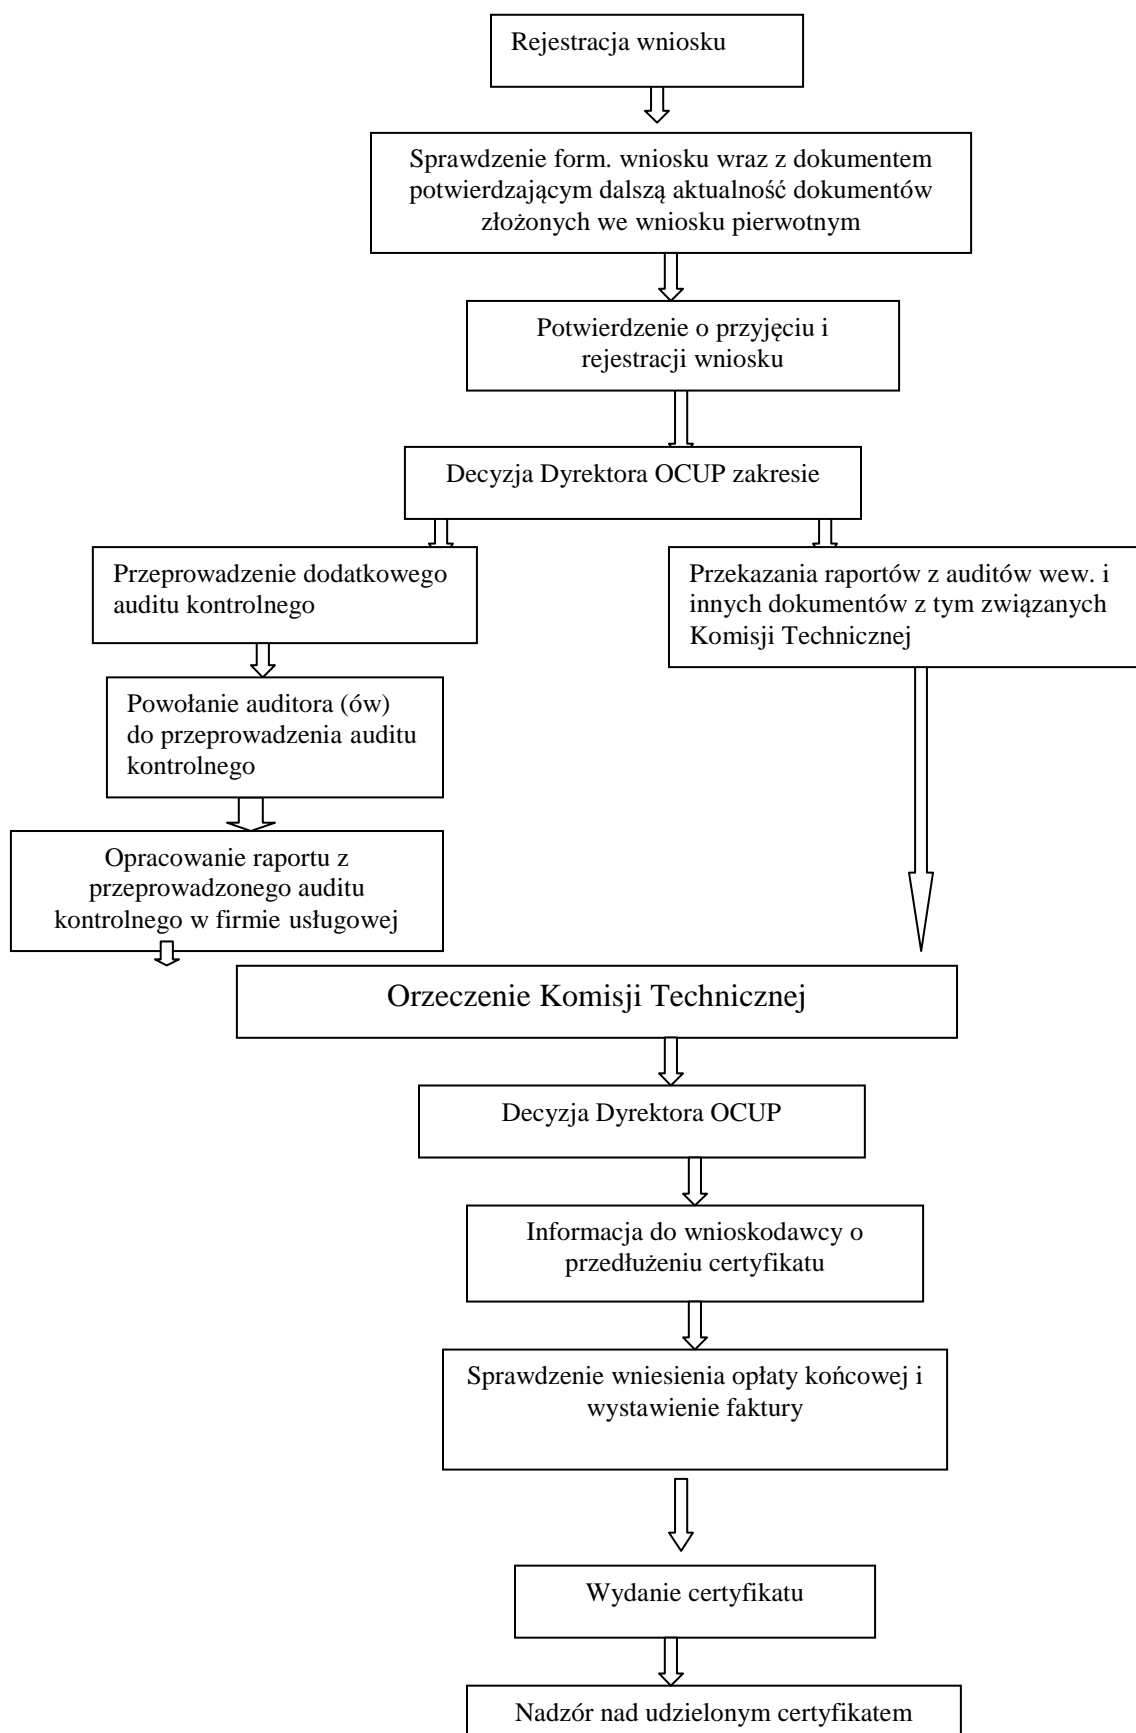 Rejestracja wniosku
Sprawdzenie form. wniosku wraz z dokumentem
potwierdzającym dalszą aktualność dokumentów
złożonych we wniosku pierwotnym
Potwierdzenie o przyjęciu i
rejestracji wniosku
Decyzja Dyrektora OCUP zakresie
Przeprowadzenie dodatkowego
auditu kontrolnego
Przekazania raportów z auditów wew. i
innych dokumentów z tym związanych
Komisji Technicznej
Powołanie auditora (ów)
do przeprowadzenia auditu
kontrolnego
Opracowanie raportu z
przeprowadzonego auditu
kontrolnego w firmie usługowej
Orzeczenie Komisji Technicznej
Decyzja Dyrektora OCUP
Informacja do wnioskodawcy o
przedłużeniu certyfikatu
Sprawdzenie wniesienia opłaty końcowej i
wystawienie faktury
Wydanie certyfikatu
Nadzór nad udzielonym certyfikatem